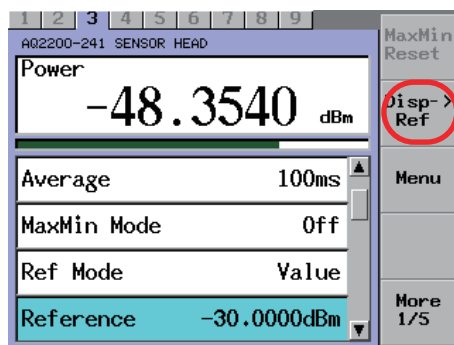 1 2 3 4 5 6 7 8 9
AQ2200-241 SENSOR HEAD
Power
-48.3540 dBm
Average 100ms
MaxMin Mode Off
Ref Mode Value
Reference -30.0000dBm
MaxMin
Reset
Disp->
Ref
Menu
More
1/5